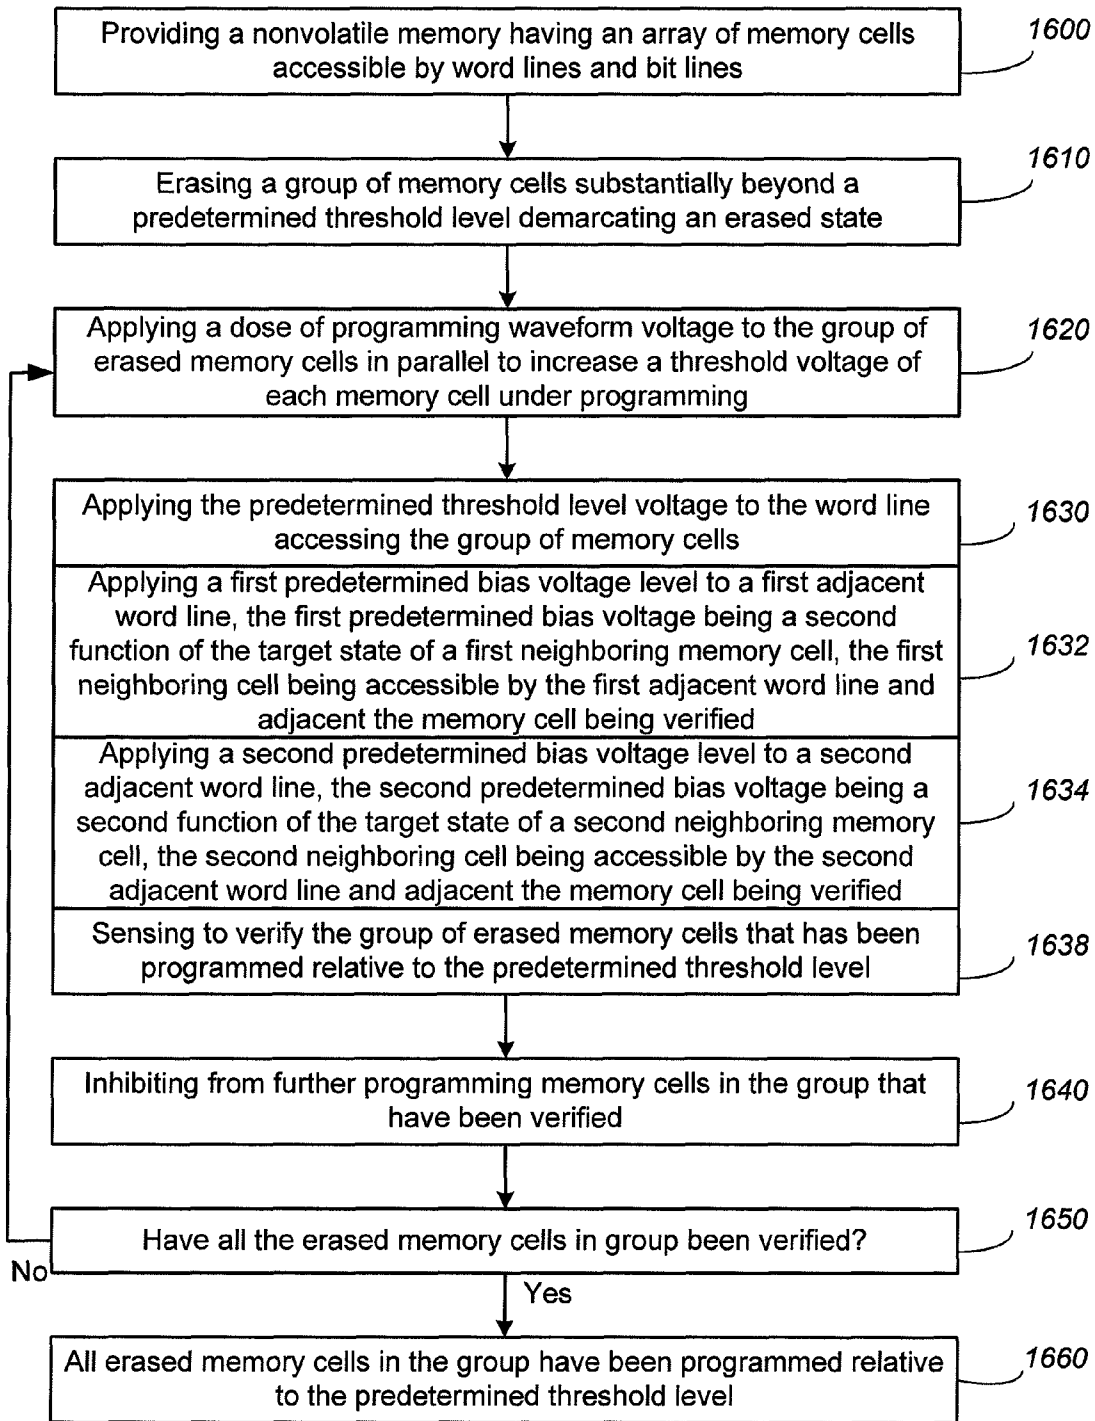 Providing a nonvolatile memory having an array of memory cells
accessible by word lines and bit lines
1600
Erasing a group of memory cells substantially beyond a
predetermined threshold level demarcating an erased state
1610
Applying a dose of programming waveform voltage to the group of
erased memory cells in parallel to increase a threshold voltage of
each memory cell under programming
1620
Applying the predetermined threshold level voltage to the word line
accessing the group of memory cells
1630
Applying a first predetermined bias voltage level to a first adjacent
word line, the first predetermined bias voltage being a second
function of the target state of a first neighboring memory cell, the first
neighboring cell being accessible by the first adjacent word line and
adjacent the memory cell being verified
1632
Applying a second predetermined bias voltage level to a second
adjacent word line, the second predetermined bias voltage being a
second function of the target state of a second neighboring memory
cell, the second neighboring cell being accessible by the second
adjacent word line and adjacent the memory cell being verified
1634
Sensing to verify the group of erased memory cells that has been
programmed relative to the predetermined threshold level
1638
Inhibiting from further programming memory cells in the group that
have been verified
1640
Have all the erased memory cells in group been verified?
1650
No
Yes
All erased memory cells in the group have been programmed relative
to the predetermined threshold level
1660